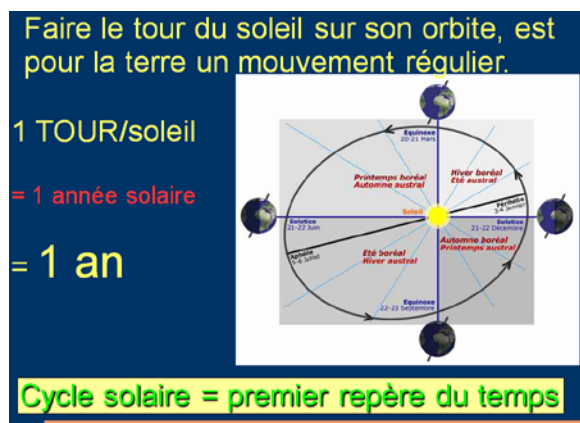 Faire le tour du soleil sur son orbite, est
pour la terre un mouvement régulier.
1 TOUR/soleil
= 1 année solaire
= 1 an
Equinoxe
20-21 Mars
Printemps boréal
Automne austral
Hiver boréal
Eté austral
Périhélie
3-4 Janvier
Soleil
Solstice
21-22 Juin
Solstice
21-22 Décembre
Aphélie
5-6 Juillet
Eté boréal
Hiver austral
Automne boréal
Printemps austral
Equinoxe
22-23 Septembre
Cycle solaire = premier repère du temps